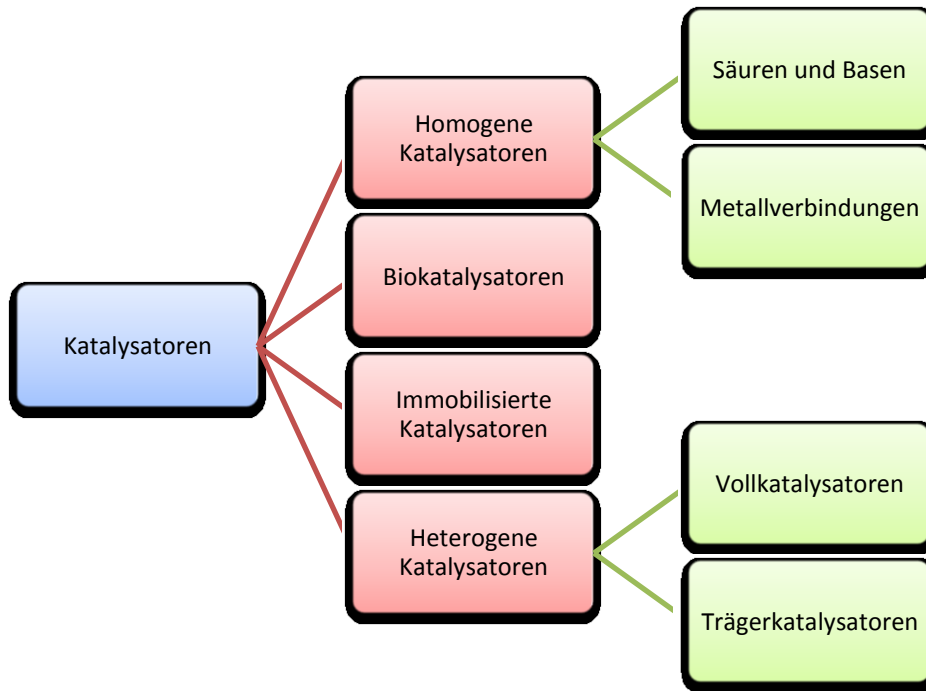 Katalysatoren
Homogene
Katalysatoren
Säuren und Basen
Metallverbindungen
Biokatalysatoren
Immobilisierte
Katalysatoren
Heterogene
Katalysatoren
Vollkatalysatoren
Trägerkatalysatoren